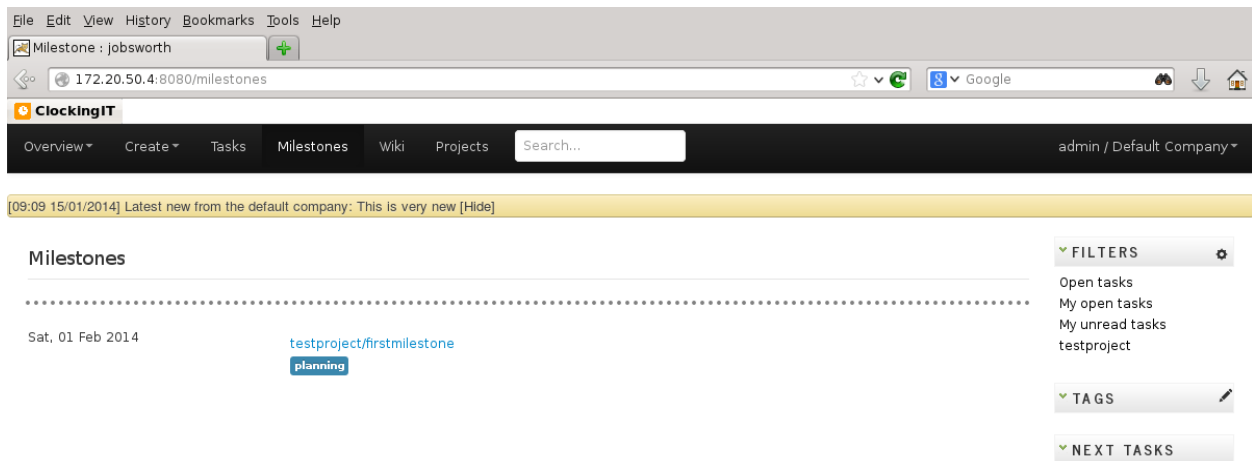 File Edit View History Bookmarks Tools Help
Milestone : jobsworth
172.20.50.4:8080/milestones Google
ClockingIT
Overview Create Tasks Milestones Wiki Projects Search... admin / Default Company
[09:09 15/01/2014] Latest new from the default company: This is very new [Hide]
Milestones
Sat, 01 Feb 2014
testproject/firstmilestone
planning
FILTERS
Open tasks
My open tasks
My unread tasks
testproject
TAGS
NEXT TASKS